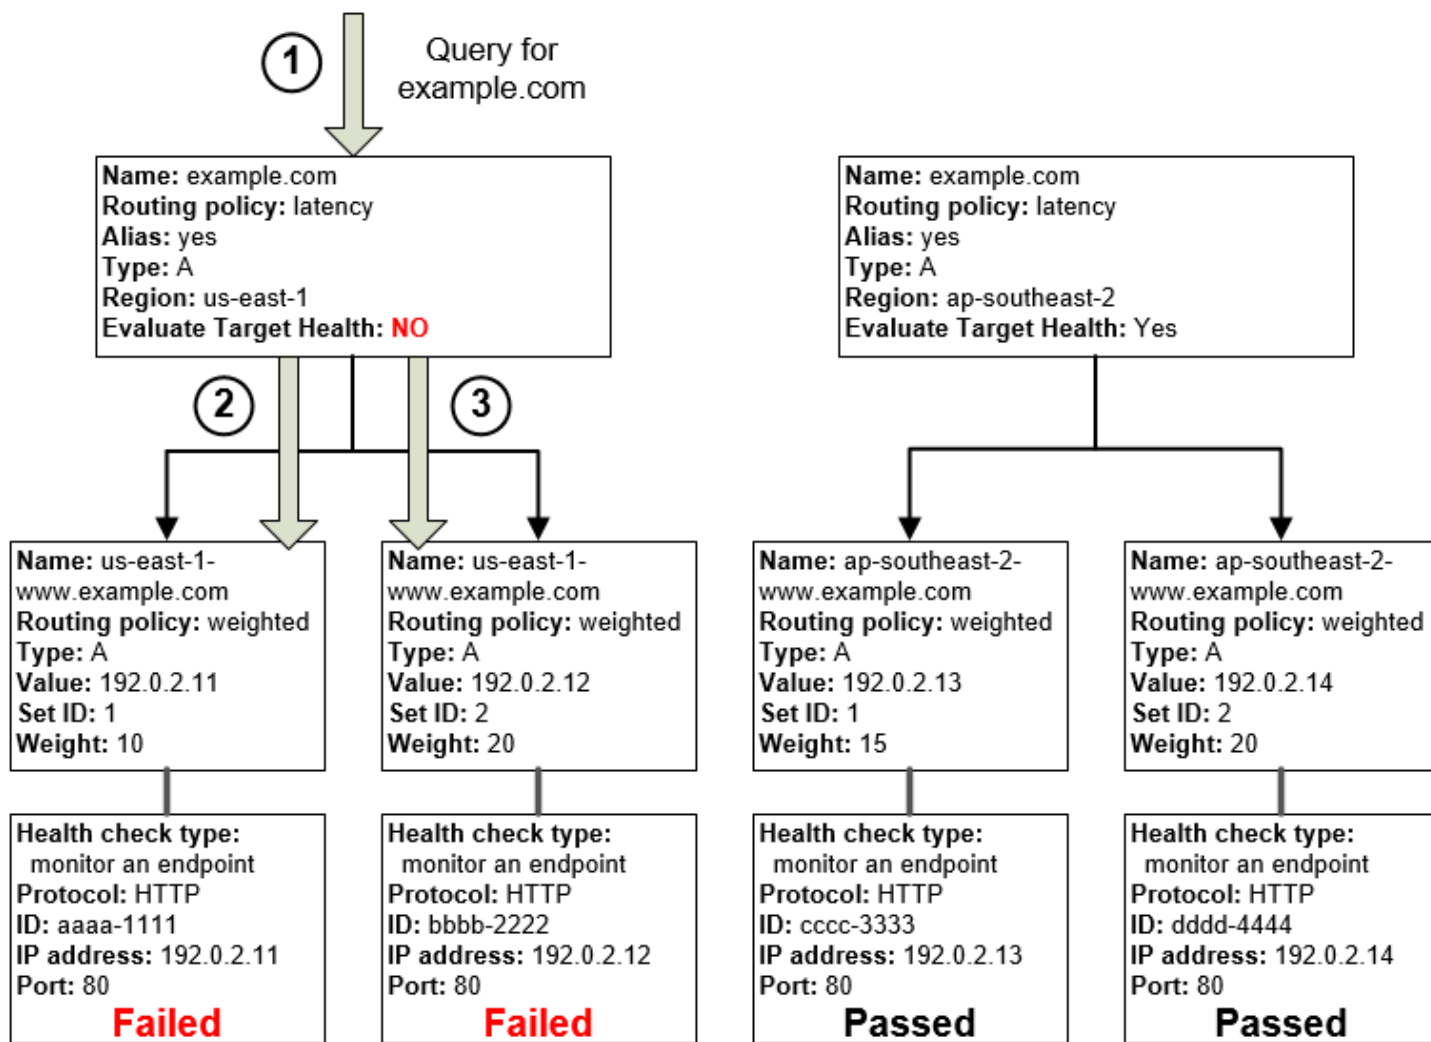 1
Query for
example.com
Name: example.com
Routing policy: latency
Alias: yes
Type: A
Region: us-east-1
Evaluate Target Health: NO
Name: example.com
Routing policy: latency
Alias: yes
Type: A
Region: ap-southeast-2
Evaluate Target Health: Yes
2
3
Name: us-east-1-
www.example.com
Routing policy: weighted
Type: A
Value: 192.0.2.11
Set ID: 1
Weight: 10
Name: us-east-1-
www.example.com
Routing policy: weighted
Type: A
Value: 192.0.2.12
Set ID: 2
Weight: 20
Name: ap-southeast-2-
www.example.com
Routing policy: weighted
Type: A
Value: 192.0.2.13
Set ID: 1
Weight: 15
Name: ap-southeast-2-
www.example.com
Routing policy: weighted
Type: A
Value: 192.0.2.14
Set ID: 2
Weight: 20
Health check type:
monitor an endpoint
Protocol: HTTP
ID: aaaa-1111
IP address: 192.0.2.11
Port: 80
Failed
Health check type:
monitor an endpoint
Protocol: HTTP
ID: bbbb-2222
IP address: 192.0.2.12
Port: 80
Failed
Health check type:
monitor an endpoint
Protocol: HTTP
ID: cccc-3333
IP address: 192.0.2.13
Port: 80
Passed
Health check type:
monitor an endpoint
Protocol: HTTP
ID: dddd-4444
IP address: 192.0.2.14
Port: 80
Passed